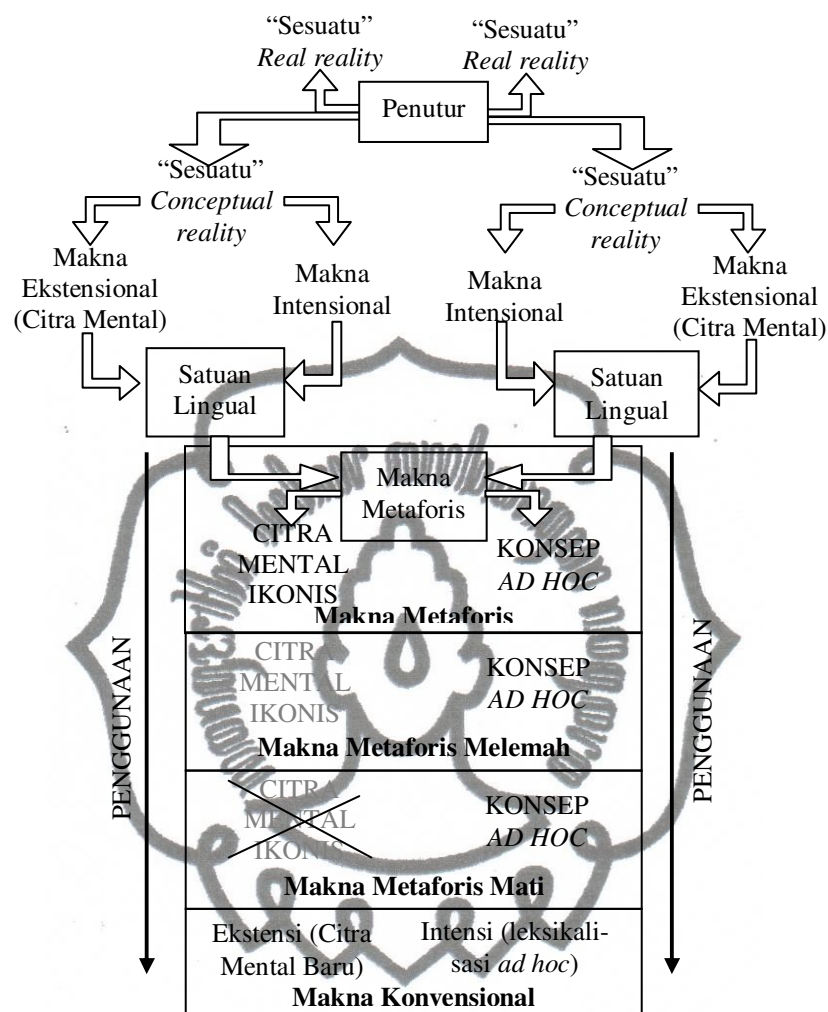 “Sesuatu”
Real reality
“Sesuatu”
Real reality
Penutur
“Sesuatu”
Conceptual
reality
“Sesuatu”
Conceptual
reality
Makna
Ekstensional
(Citra Mental)
Makna
Intensional
Makna
Intensional
Makna
Ekstensional
(Citra Mental)
Satuan
Lingual
Satuan
Lingual
Makna
Metaforis
CITRA
MENTAL
IKONIS
KONSEP
AD HOC
Makna Metaforis
PENGGUNAAN
PENGGUNAAN
CITRA
MENTAL
IKONIS
KONSEP
AD HOC
Makna Metaforis Melemah
CITRA
MENTAL
IKONIS
KONSEP
AD HOC
Makna Metaforis Mati
Ekstensi (Citra
Mental Baru)
Intensi (leksikali-
sasi ad hoc)
Makna Konvensional